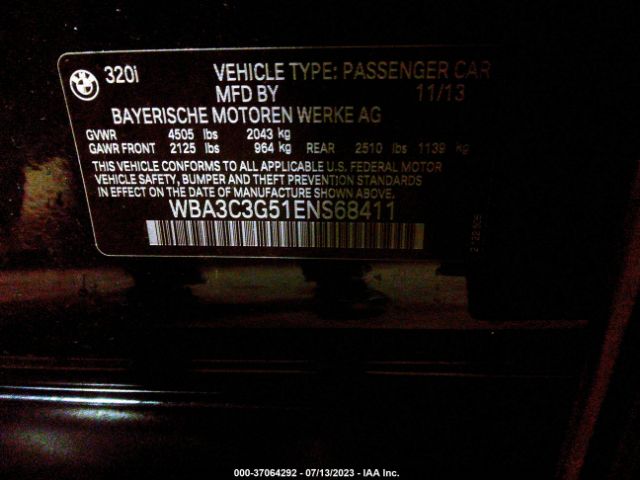 BMW 320i VEHICLE TYPE: PASSENGER CAR
MFD BY 11/13
BAYERISCHE MOTOREN WERKE AG
GVWR 4505 lbs 2043 kg
GAWR FRONT 2125 lbs 964 kg REAR 2510 lbs 1139 kg
THIS VEHICLE CONFORMS TO ALL APPLICABLE U.S. FEDERAL MOTOR
VEHICLE SAFETY, BUMPER AND THEFT PREVENTION STANDARDS
IN EFFECT ON THE DATE OF MANUFACTURE SHOWN ABOVE.
WBA3C3G51ENS68411
000-37064292 - 07/13/2023 - IAA Inc.